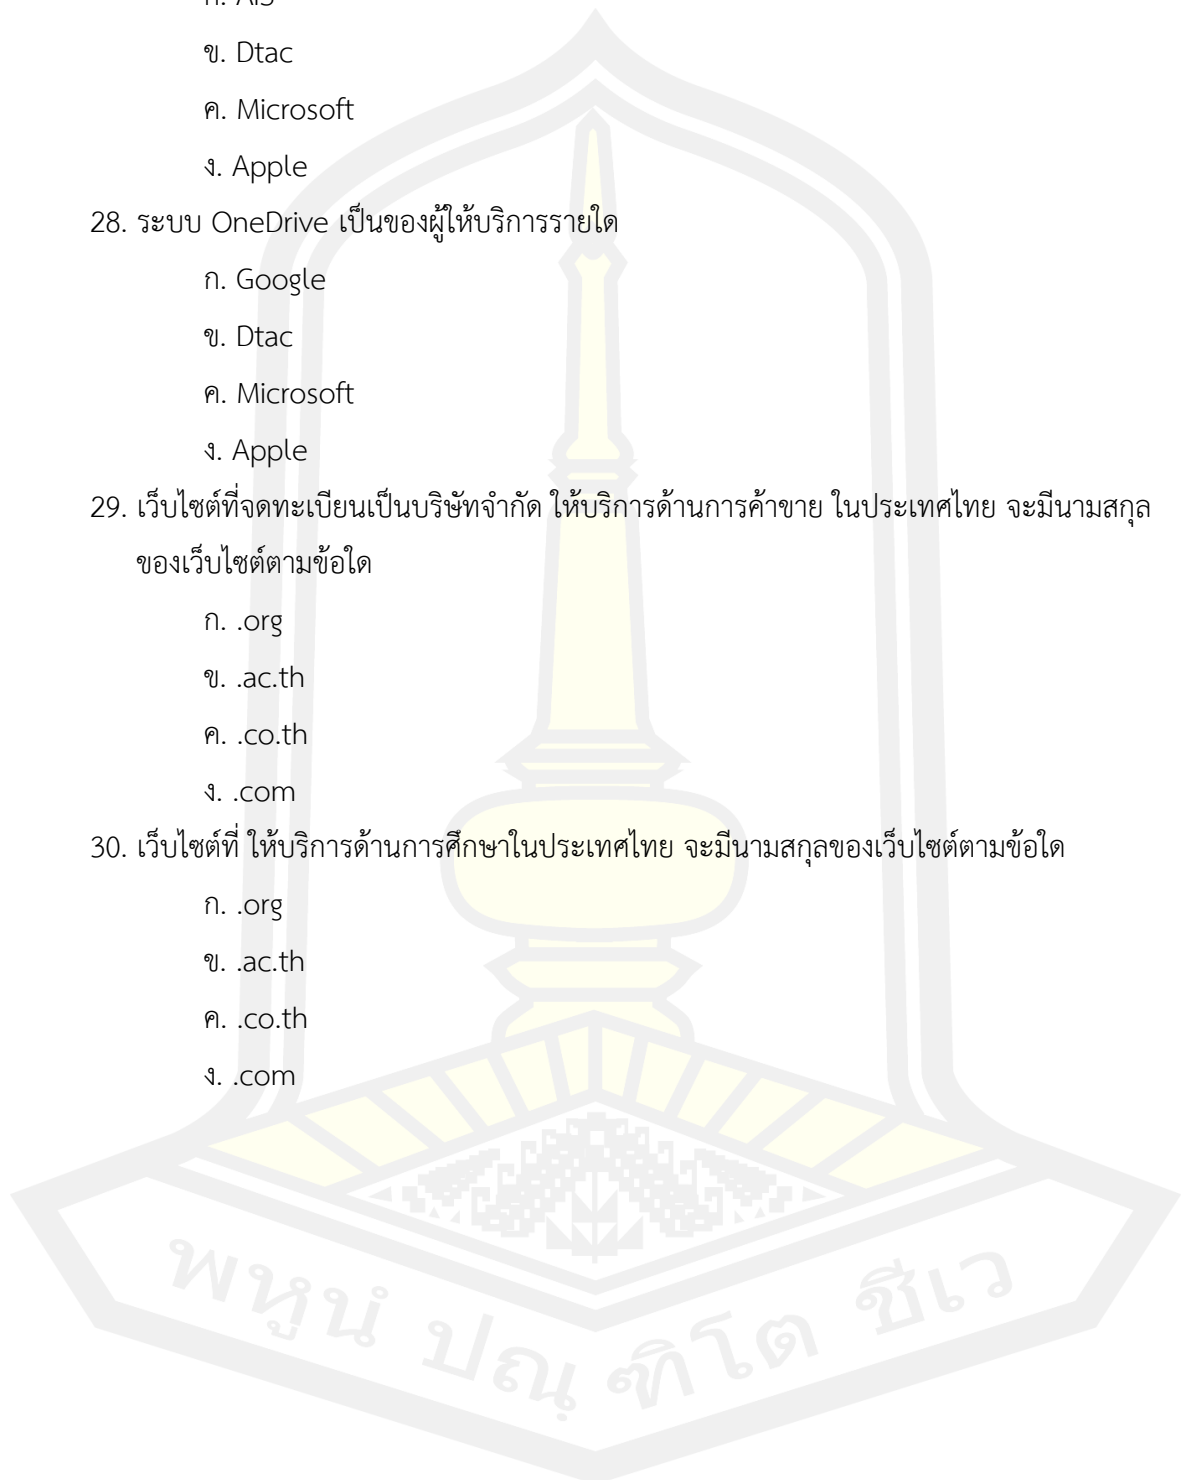 ข. Dtac
ค. Microsoft
ง. Apple
28. ระบบ OneDrive เป็นของผู้ให้บริการรายใด
ก. Google
ข. Dtac
ค. Microsoft
ง. Apple
29. เว็บไซต์ที่จดทะเบียนเป็นบริษัทจำกัด ให้บริการด้านการค้าขาย ในประเทศไทย จะมีนามสกุล
ของเว็บไซต์ตามข้อใด
ก. .org
ข. .ac.th
ค. .co.th
ง. .com
30. เว็บไซต์ที่ ให้บริการด้านการศึกษาในประเทศไทย จะมีนามสกุลของเว็บไซต์ตามข้อใด
ก. .org
ข. .ac.th
ค. .co.th
ง. .com
พหูนํ ปณฺฑิโต ชีเว